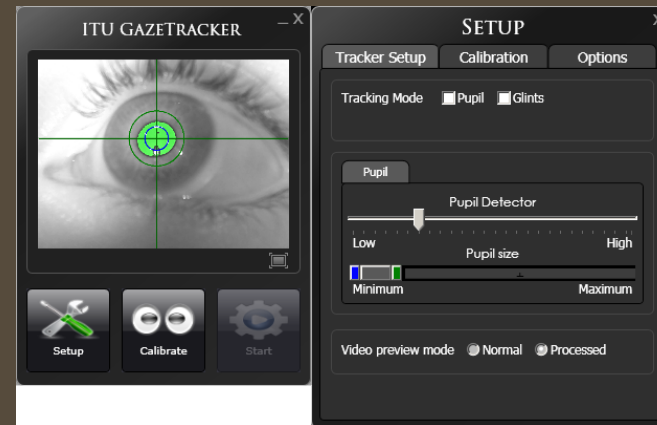 ITU GAZETRACKER
_ X
Setup
Calibrate
Start
SETUP
X
Tracker Setup
Calibration
Options
Tracking Mode
Pupil
Glints
Pupil
Pupil Detector
Low
High
Pupil size
Minimum
Maximum
Video preview mode
Normal
Processed